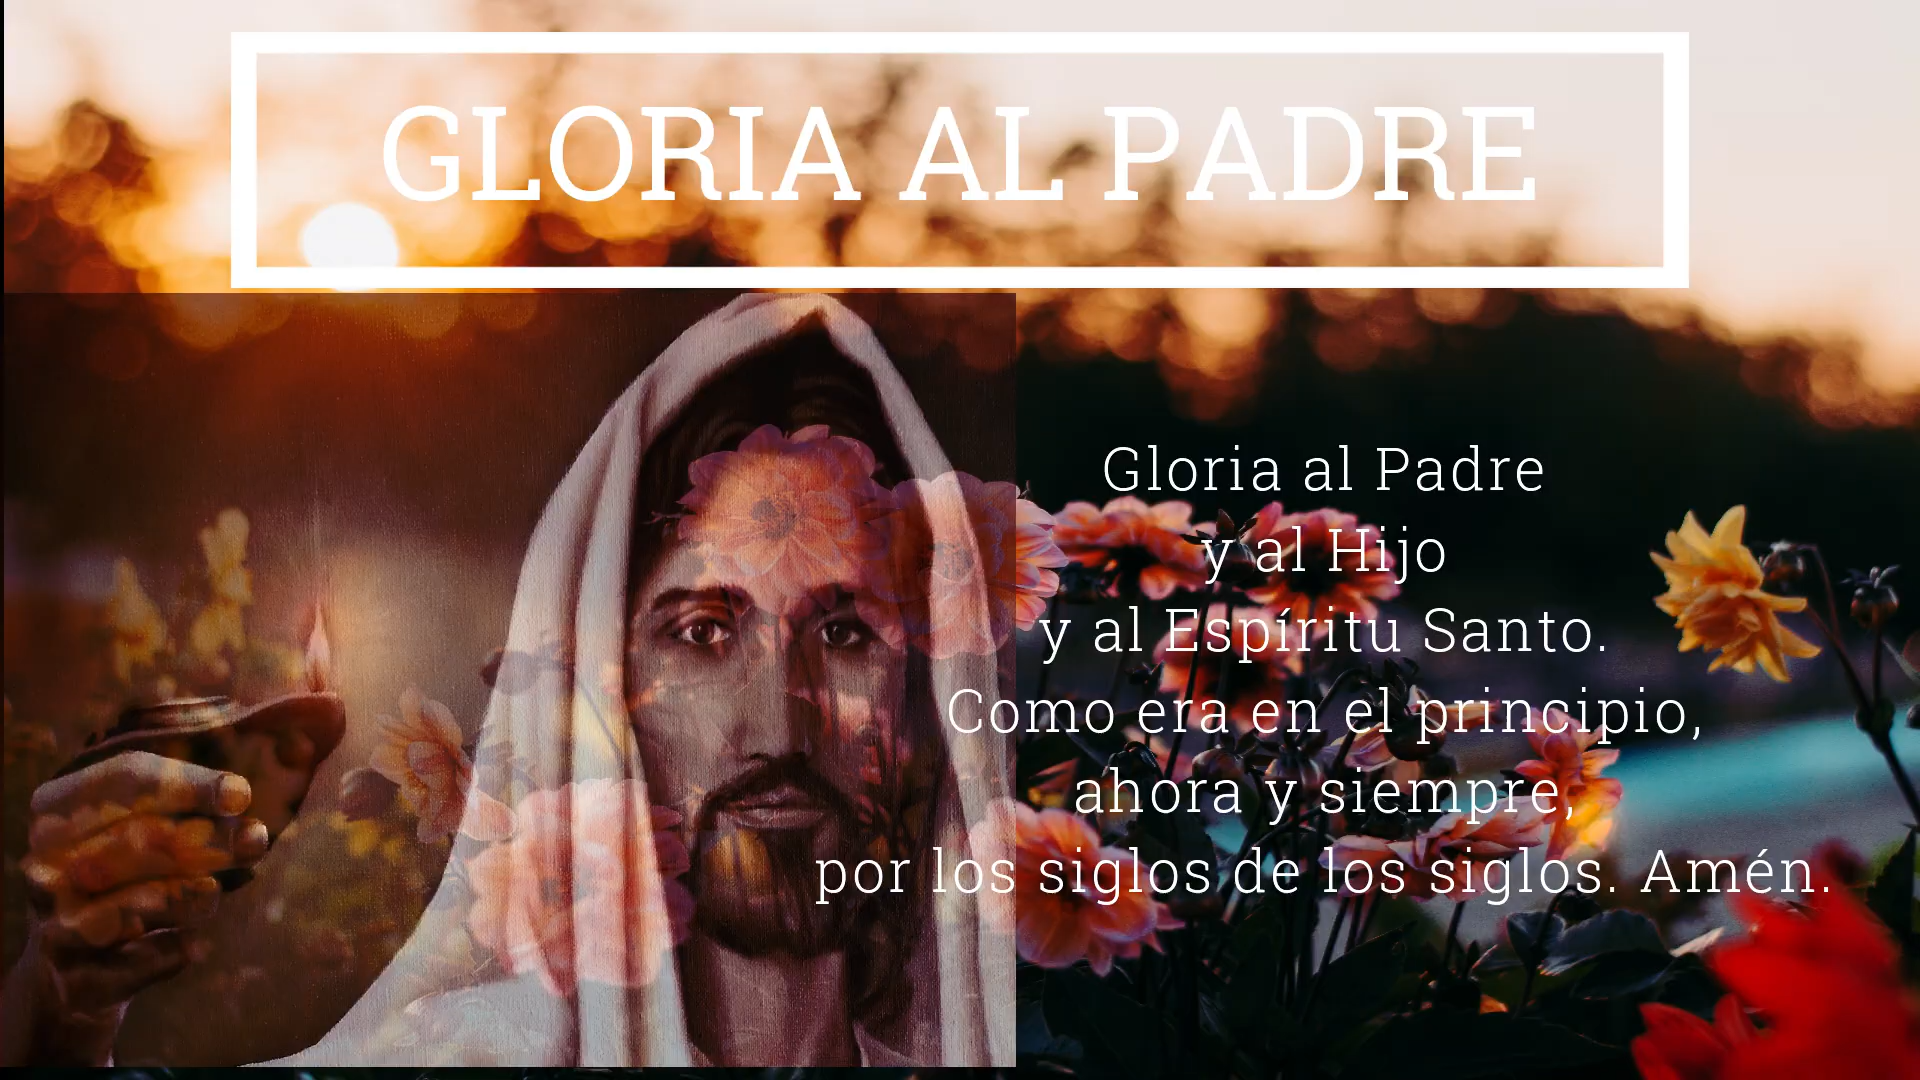 GLORIA AL PADRE
Gloria al Padre
y al Hijo
y al Espíritu Santo.
Como era en el principio,
ahora y siempre,
por los siglos de los siglos. Amén.